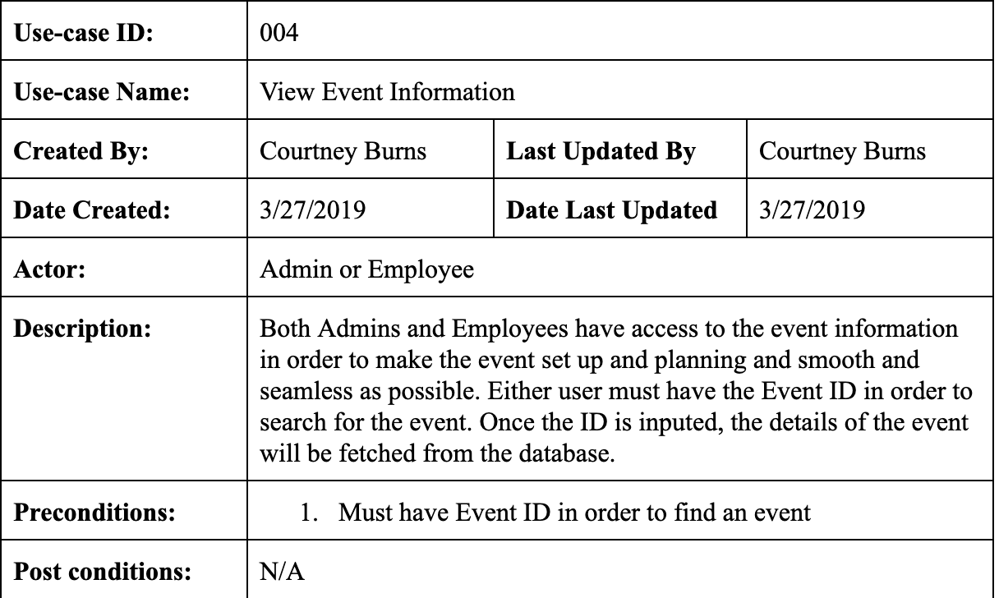 Use-case ID: 004
Use-case Name: View Event Information
Created By: Courtney Burns Last Updated By Courtney Burns
Date Created: 3/27/2019 Date Last Updated 3/27/2019
Actor: Admin or Employee
Description: Both Admins and Employees have access to the event information
in order to make the event set up and planning and smooth and
seamless as possible. Either user must have the Event ID in order to
search for the event. Once the ID is inputed, the details of the event
will be fetched from the database.
Preconditions: 1. Must have Event ID in order to find an event
Post conditions: N/A